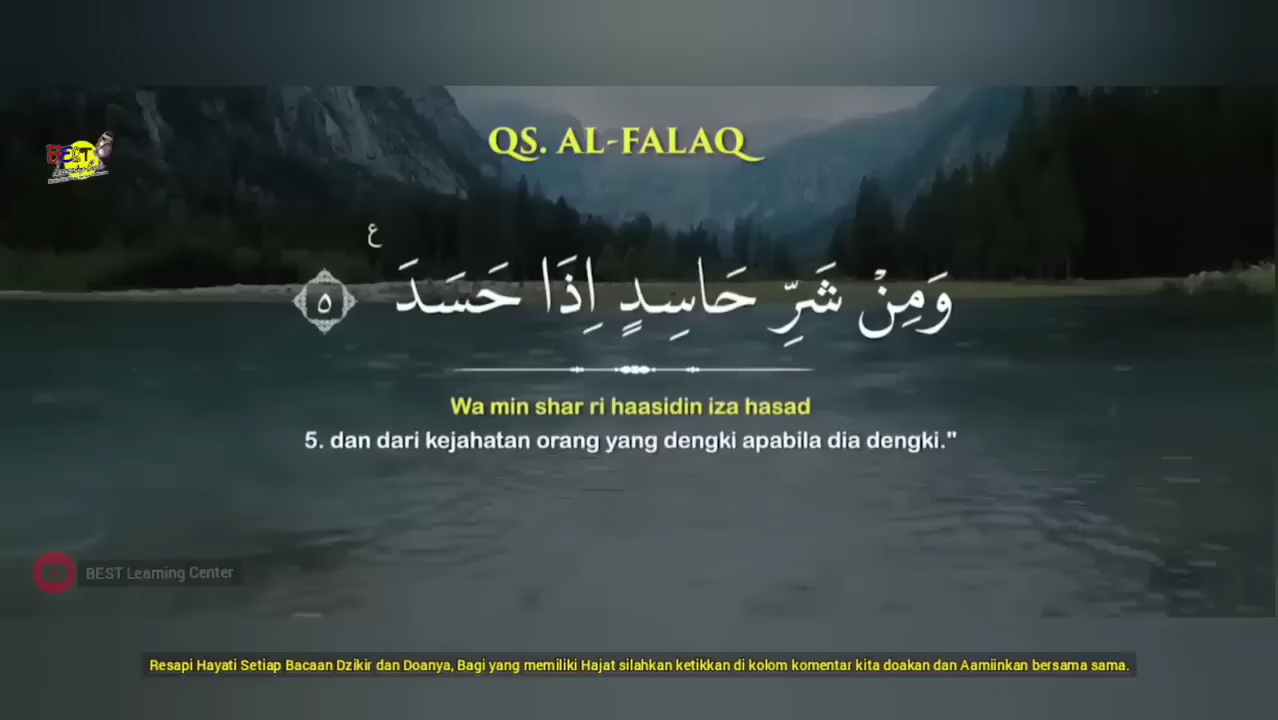 QS. AL-FALAQ
BEST
ع
وَمِنْ شَرِّ حَاسِدٍ اِذَا حَسَدَ ٥
Wa min shar ri haasidin iza hasad
5. dan dari kejahatan orang yang dengki apabila dia dengki."
BEST Learning Center
Resapi Hayati Setiap Bacaan Dzikir dan Doanya, Bagi yang memiliki Hajat silahkan ketikkan di kolom komentar kita doakan dan Aamiinkan bersama sama.